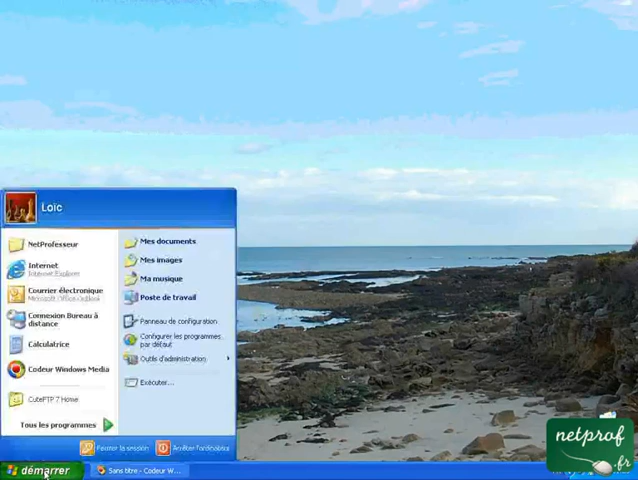 Loïc
NetProfesseur
Internet
Internet Explorer
Courrier électronique
Microsoft Office Outlook
Connexion Bureau à
distance
Calculatrice
Codeur Windows Media
CuteFTP 7 Home
Tous les programmes
Mes documents
Mes images
Ma musique
Poste de travail
Panneau de configuration
Configurer les programmes
par défaut
Outils d'administration
Exécuter...
Fermer la session
Arrêter l'ordinateur
démarrer
Sans titre - Codeur W...
netprof
.fr